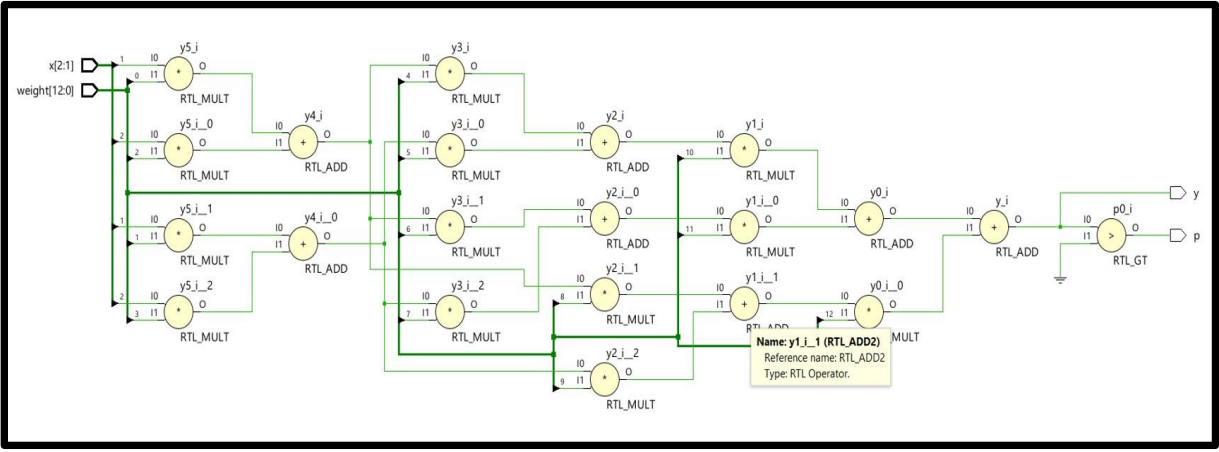 x[2:1]
weight[12:0]
1
0
I0
I1
y5_i
*
O
RTL_MULT
2
2
I0
I1
y5_i__0
*
O
RTL_MULT
1
1
I0
I1
y5_i__1
*
O
RTL_MULT
2
3
I0
I1
y5_i__2
*
O
RTL_MULT
I0
I1
y4_i
+
O
RTL_ADD
I0
I1
y4_i__0
+
O
RTL_ADD
4
I0
I1
y3_i
*
O
RTL_MULT
5
I0
I1
y3_i__0
*
O
RTL_MULT
6
I0
I1
y3_i__1
*
O
RTL_MULT
7
I0
I1
y3_i__2
*
O
RTL_MULT
I0
I1
y2_i
+
O
RTL_ADD
I0
I1
y2_i__0
+
O
RTL_ADD
8
I0
I1
y2_i__1
*
O
RTL_MULT
9
I0
I1
y2_i__2
*
O
RTL_MULT
10
I0
I1
y1_i
*
O
RTL_MULT
11
I0
I1
y1_i__0
*
O
RTL_MULT
I0
I1
y1_i__1
+
O
RTL_ADD
I0
I1
y0_i
+
O
RTL_ADD
12
I0
I1
y0_i__0
*
O
MULT
Name: y1_i__1 (RTL_ADD2)
Reference name: RTL_ADD2
Type: RTL Operator.
I0
I1
y_i
+
O
RTL_ADD
I0
I1
p0_i
>
O
RTL_GT
y
p